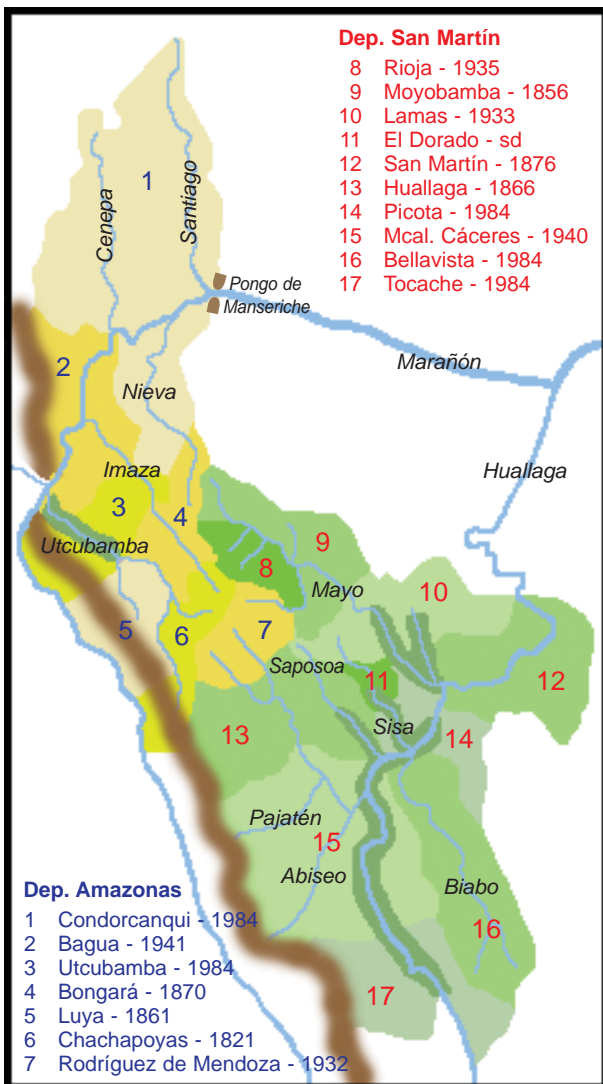 Dep. San Martín
8 Rioja - 1935
9 Moyobamba - 1856
10 Lamas - 1933
11 El Dorado - sd
12 San Martín - 1876
13 Huallaga - 1866
14 Picota - 1984
15 Mcal. Cáceres - 1940
16 Bellavista - 1984
17 Tocache - 1984
1
Cenepa
Santiago
Pongo de
Manseriche
Marañón
2
Nieva
Huallaga
Imaza
3
4
Utcubamba
9
8
Mayo
10
5
6
7
Saposoa
11
12
Sisa
13
14
Pajatén
15
Abiseo
Biabo
16
17
Dep. Amazonas
1 Condorcanqui - 1984
2 Bagua - 1941
3 Utcubamba - 1984
4 Bongará - 1870
5 Luya - 1861
6 Chachapoyas - 1821
7 Rodríguez de Mendoza - 1932